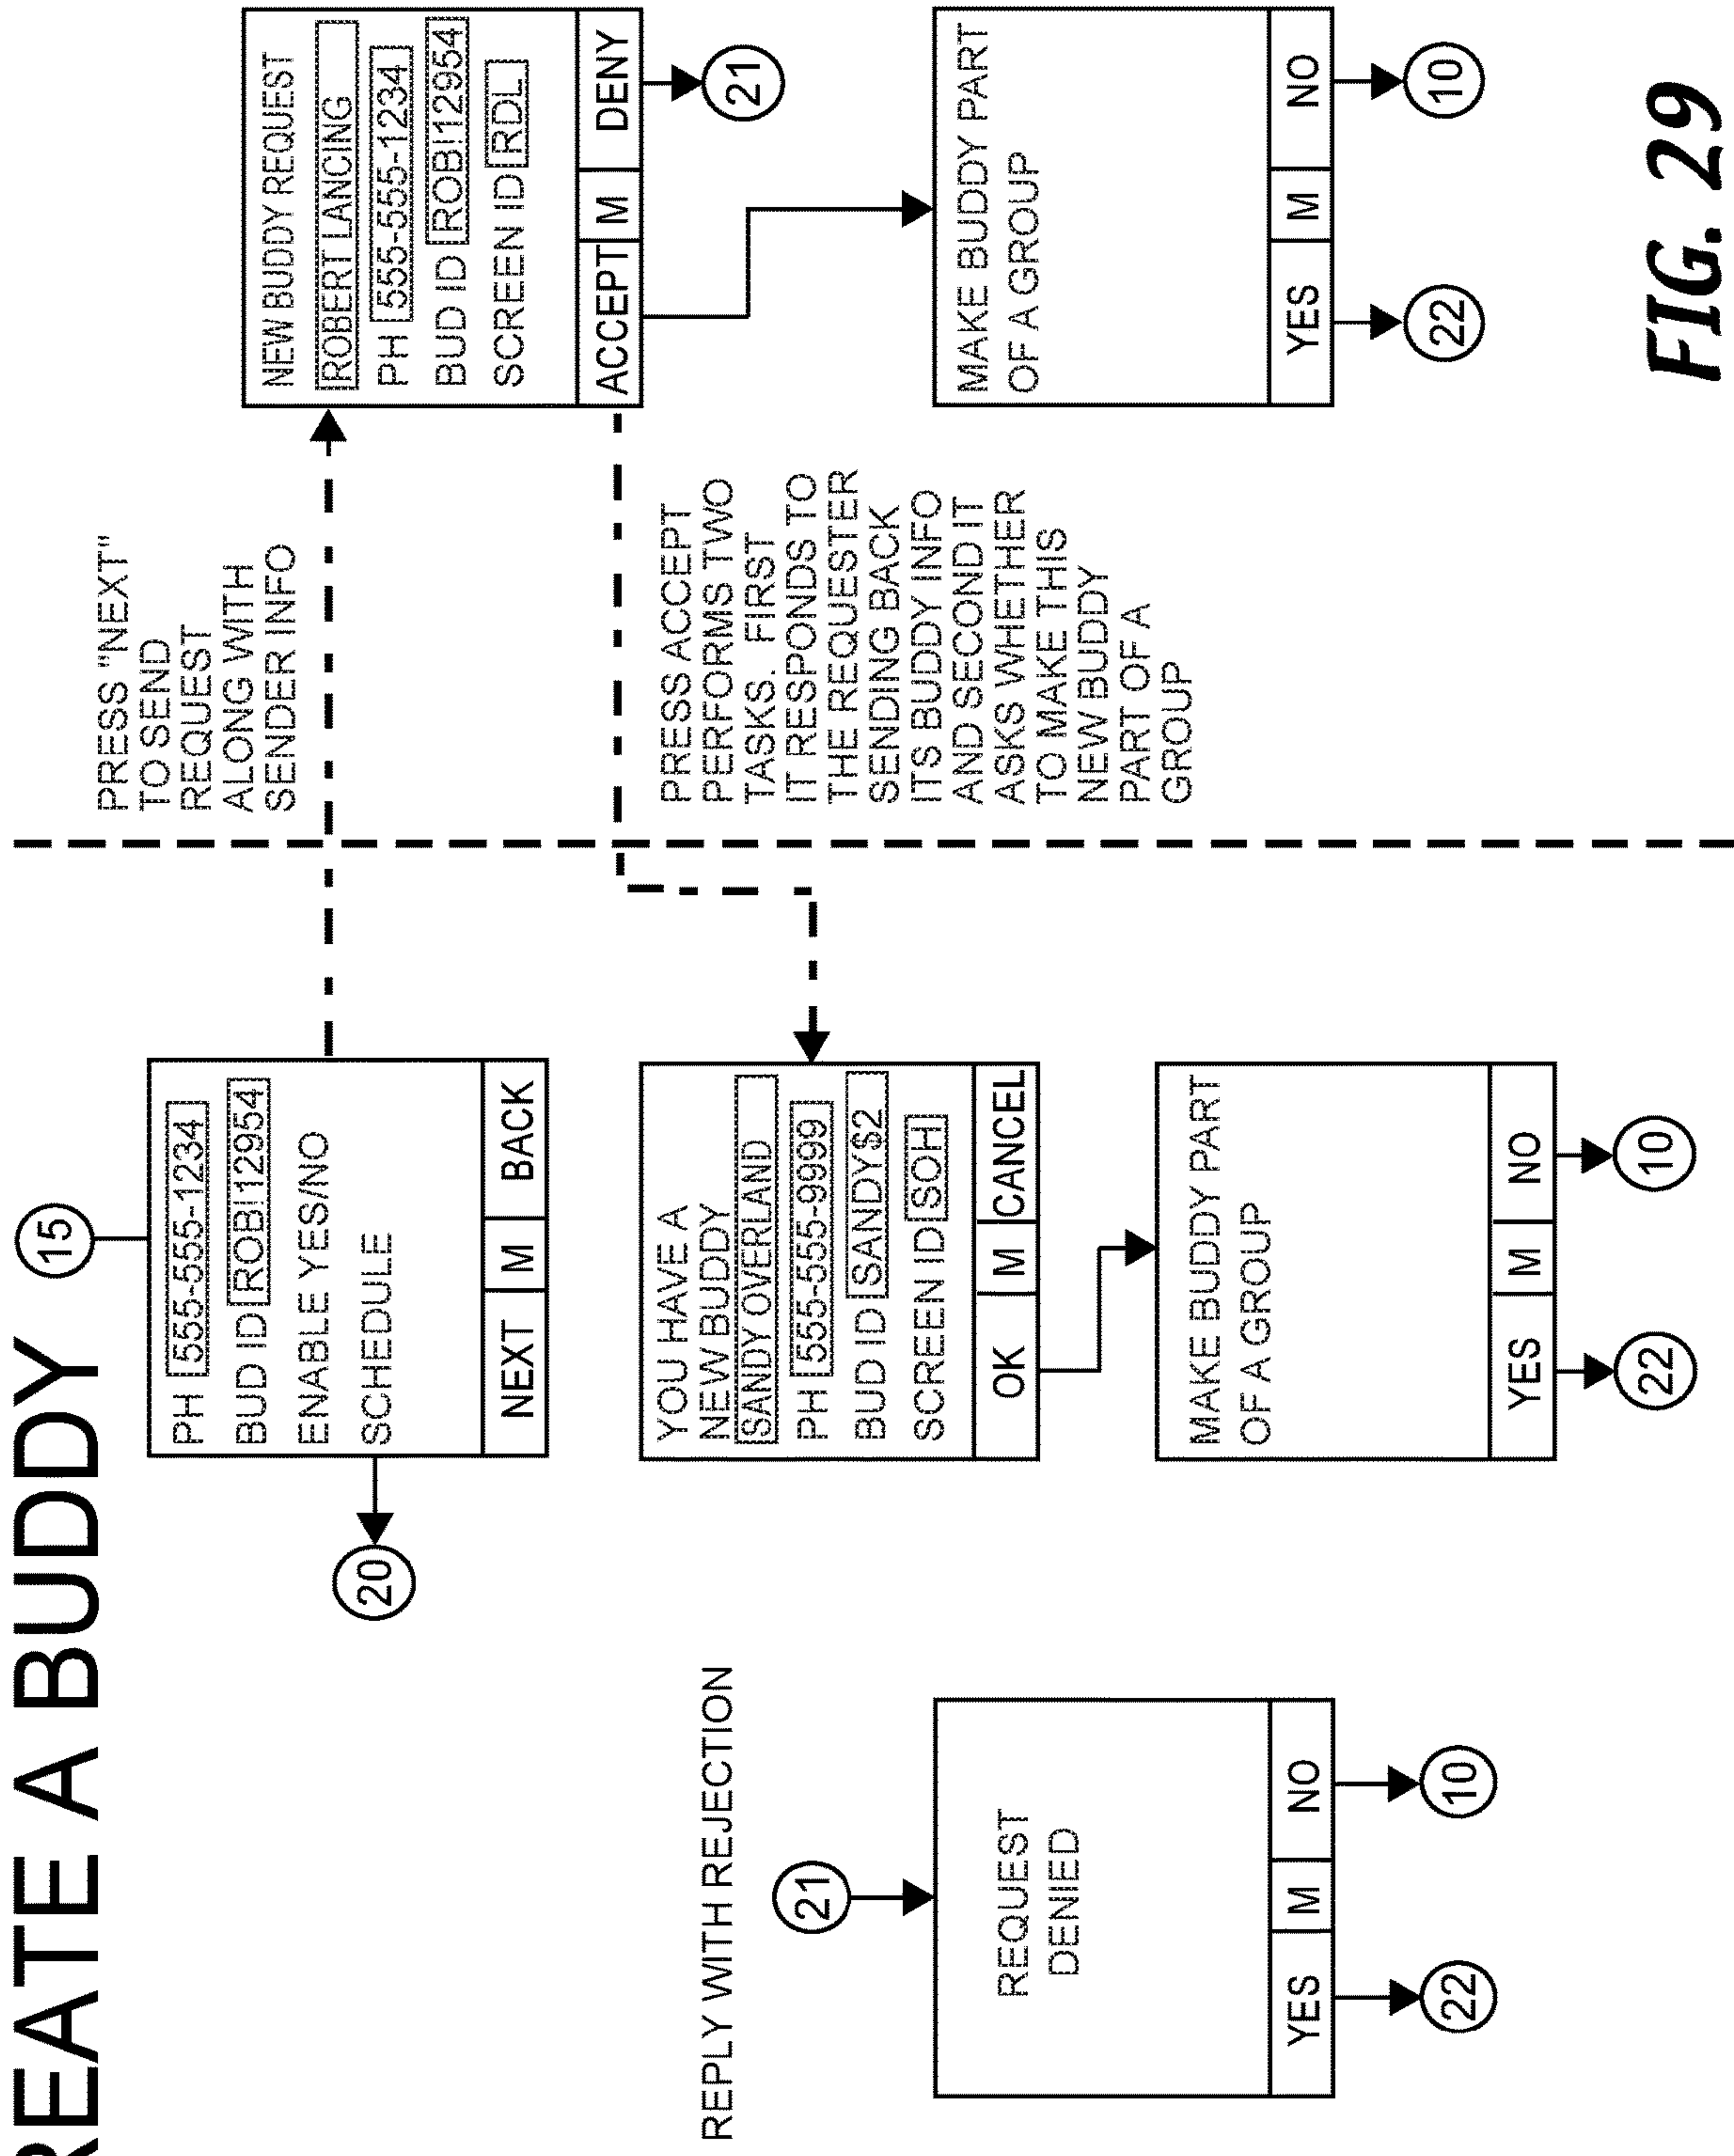 REATE A BUDDY
15
PH 555-555-1234
BUD ID ROB!12954
ENABLE YES/NO
SCHEDULE
NEXT M BACK
20
PRESS "NEXT"
TO SEND
REQUEST
ALONG WITH
SENDER INFO
NEW BUDDY REQUEST
ROBERT LANCING
PH 555-555-1234
BUD ID ROB!12954
SCREEN ID RDL
ACCEPT M DENY
21
PRESS ACCEPT
PERFORMS TWO
TASKS. FIRST
IT RESPONDS TO
THE REQUESTER
SENDING BACK
ITS BUDDY INFO
AND SECOND IT
ASKS WHETHER
TO MAKE THIS
NEW BUDDY
PART OF A
GROUP
YOU HAVE A
NEW BUDDY
SANDY OVERLAND
PH 555-555-9999
BUD ID SANDY$2
SCREEN ID SOH
OK M CANCEL
MAKE BUDDY PART
OF A GROUP
YES M NO
22 10
MAKE BUDDY PART
OF A GROUP
YES M NO
22 10
REPLY WITH REJECTION
21
REQUEST
DENIED
YES M NO
22 10
FIG. 29